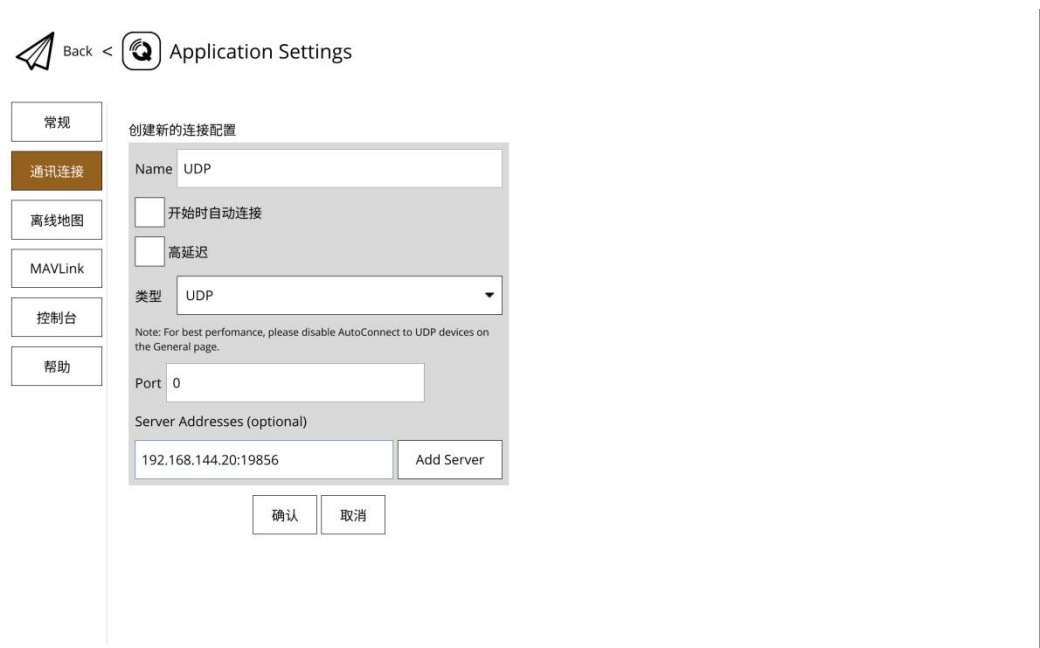 Back < Application Settings
常规
通讯连接
离线地图
MAVLink
控制台
帮助
创建新的连接配置
Name UDP
开始时自动连接
高延迟
类型 UDP
Note: For best perfomance, please disable AutoConnect to UDP devices on
the General page.
Port 0
Server Addresses (optional)
192.168.144.20:19856 Add Server
确认 取消